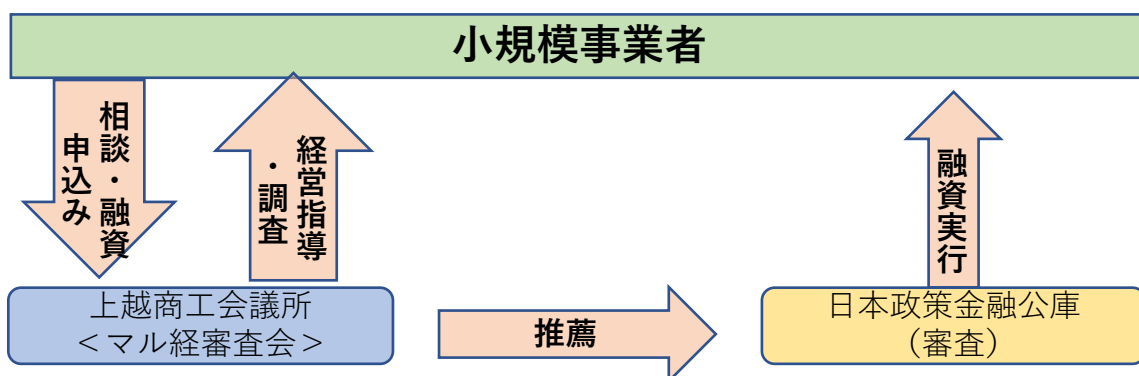 小規模事業者
相談・融資
申込み
経営指導
・調査
融資実行
上越商工会議所
＜マル経審査会＞
推薦
日本政策金融公庫
（審査）